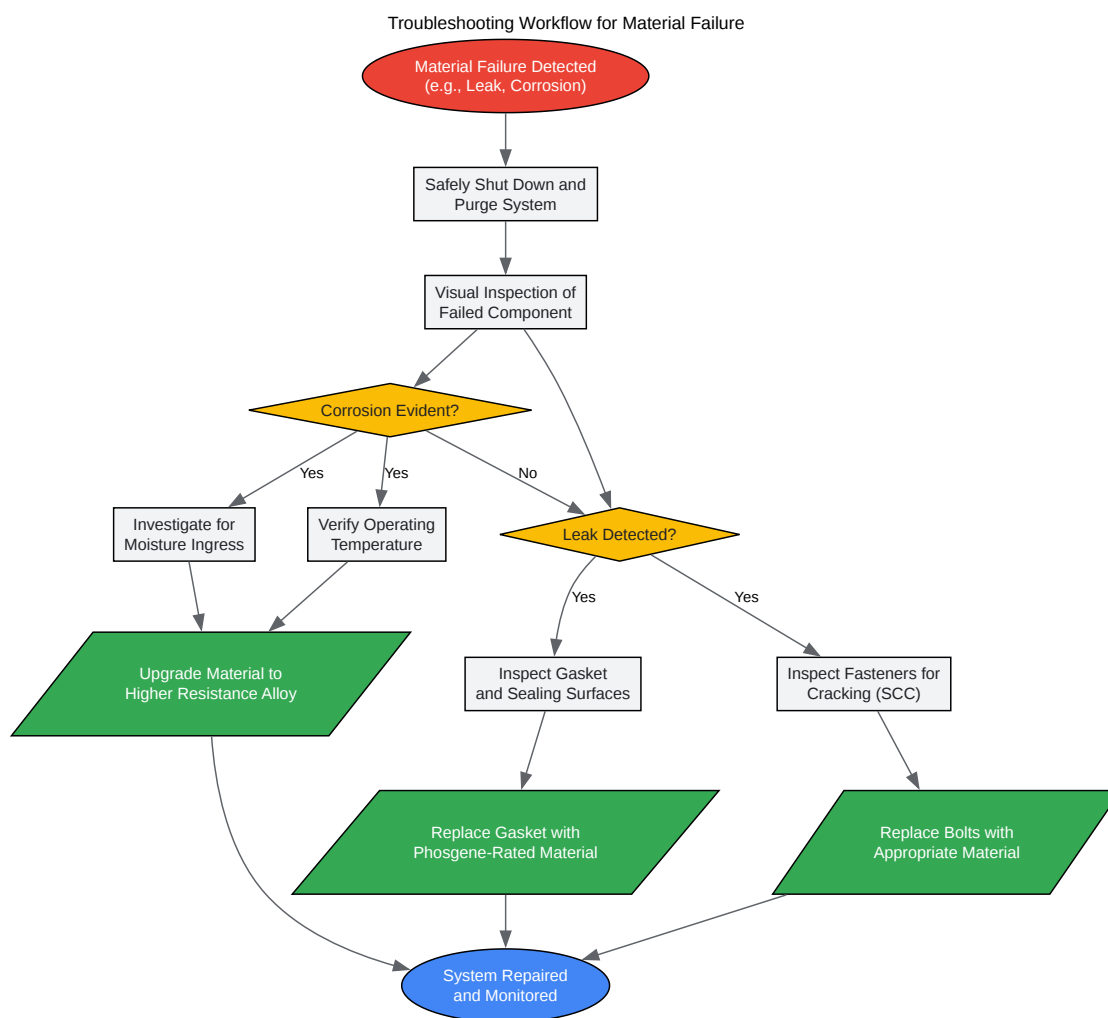 Troubleshooting Workflow for Material Failure
Material Failure Detected
(e.g., Leak, Corrosion)
Safely Shut Down and
Purge System
Visual Inspection of
Failed Component
Corrosion Evident?
Yes
Yes
No
Investigate for
Moisture Ingress
Verify Operating
Temperature
Leak Detected?
Yes
Yes
Upgrade Material to
Higher Resistance Alloy
Inspect Gasket
and Sealing Surfaces
Inspect Fasteners for
Cracking (SCC)
Replace Gasket with
Phosgene-Rated Material
Replace Bolts with
Appropriate Material
System Repaired
and Monitored